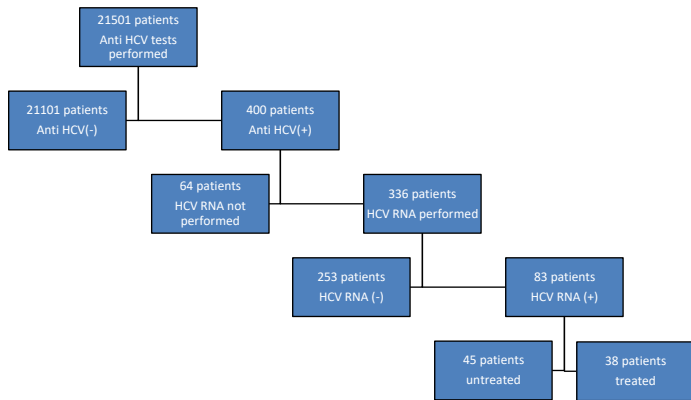 21501 patients
Anti HCV tests
performed
21101 patients
Anti HCV(-)
400 patients
Anti HCV(+)
64 patients
HCV RNA not
performed
336 patients
HCV RNA performed
253 patients
HCV RNA (-)
83 patients
HCV RNA (+)
45 patients
untreated
38 patients
treated